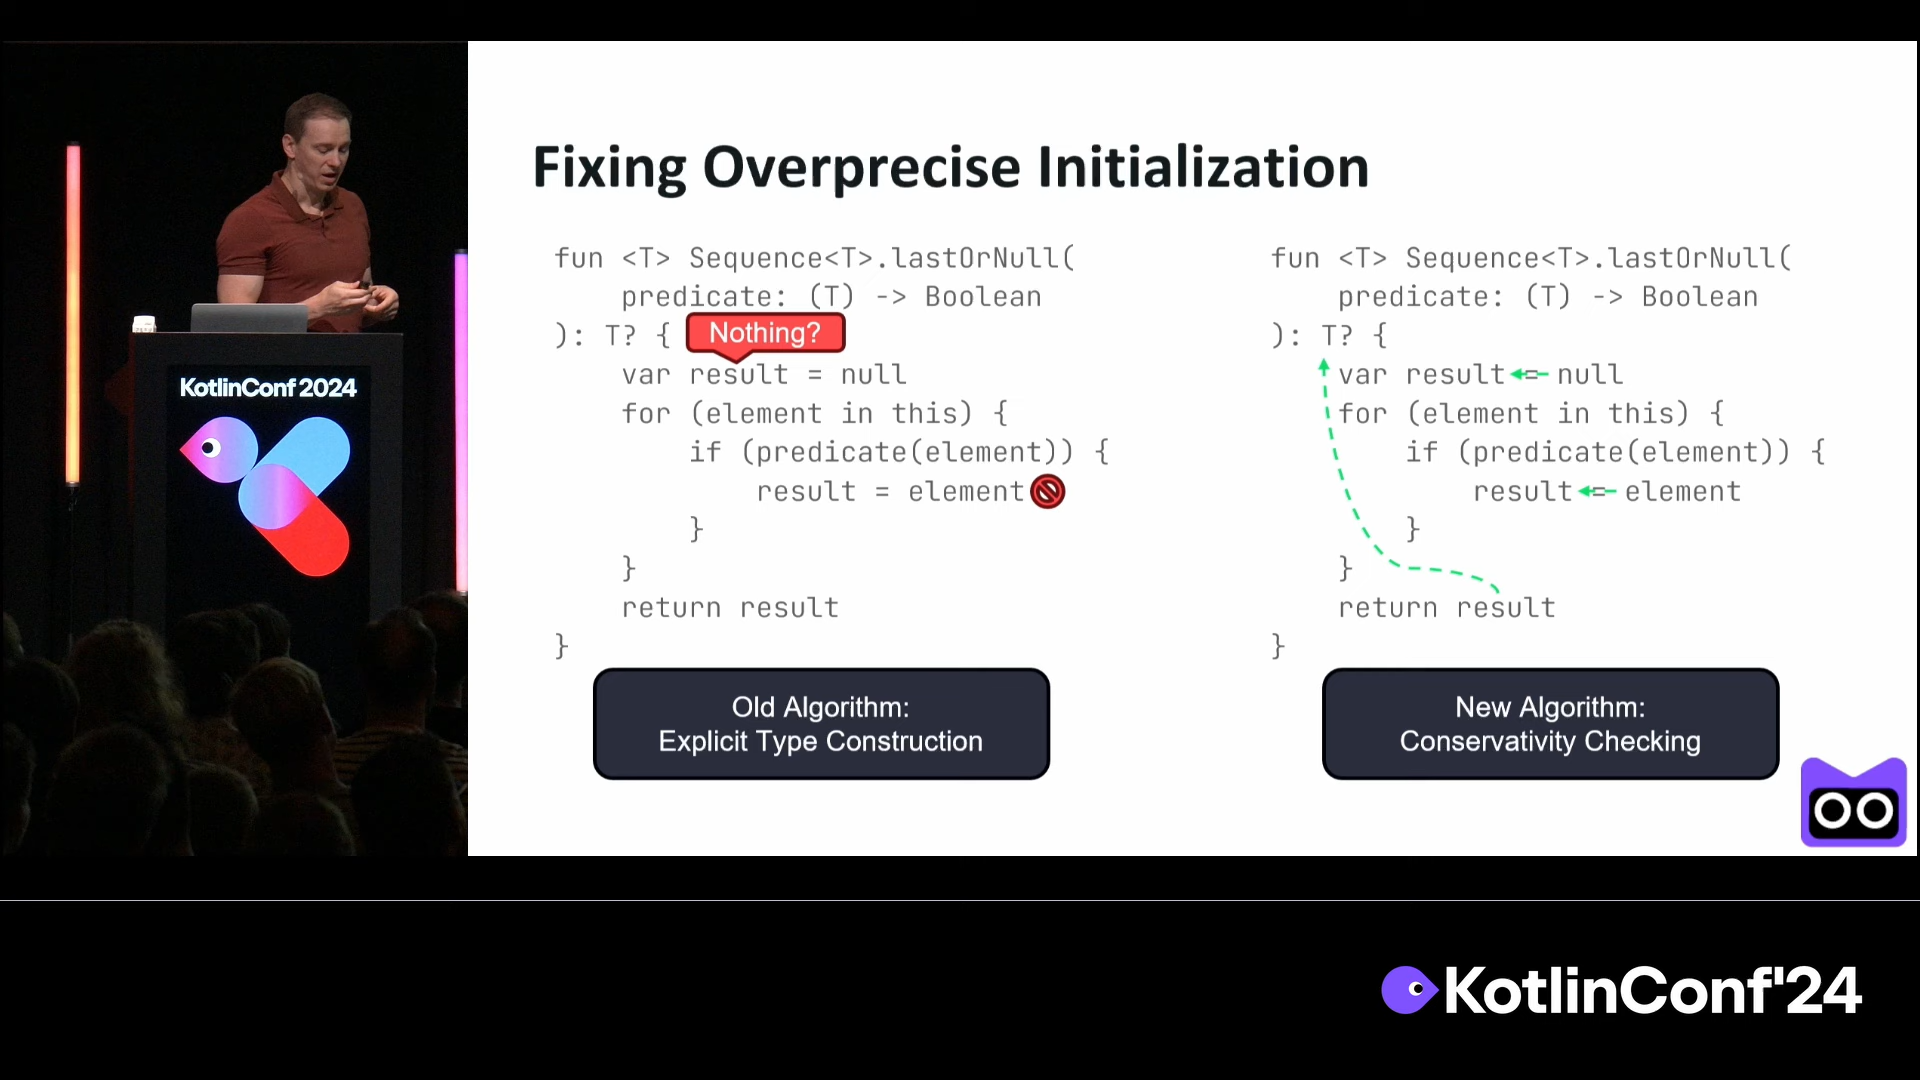 Fixing Overprecise Initialization
fun <T> Sequence<T>.lastOrNull(
predicate: (T) -> Boolean
): T? {
Nothing?
var result = null
for (element in this) {
if (predicate(element)) {
result = element
}
}
return result
}
Old Algorithm:
Explicit Type Construction
fun <T> Sequence<T>.lastOrNull(
predicate: (T) -> Boolean
): T? {
var result = null
for (element in this) {
if (predicate(element)) {
result = element
}
}
return result
}
New Algorithm:
Conservativity Checking
KotlinConf 2024
KotlinConf'24